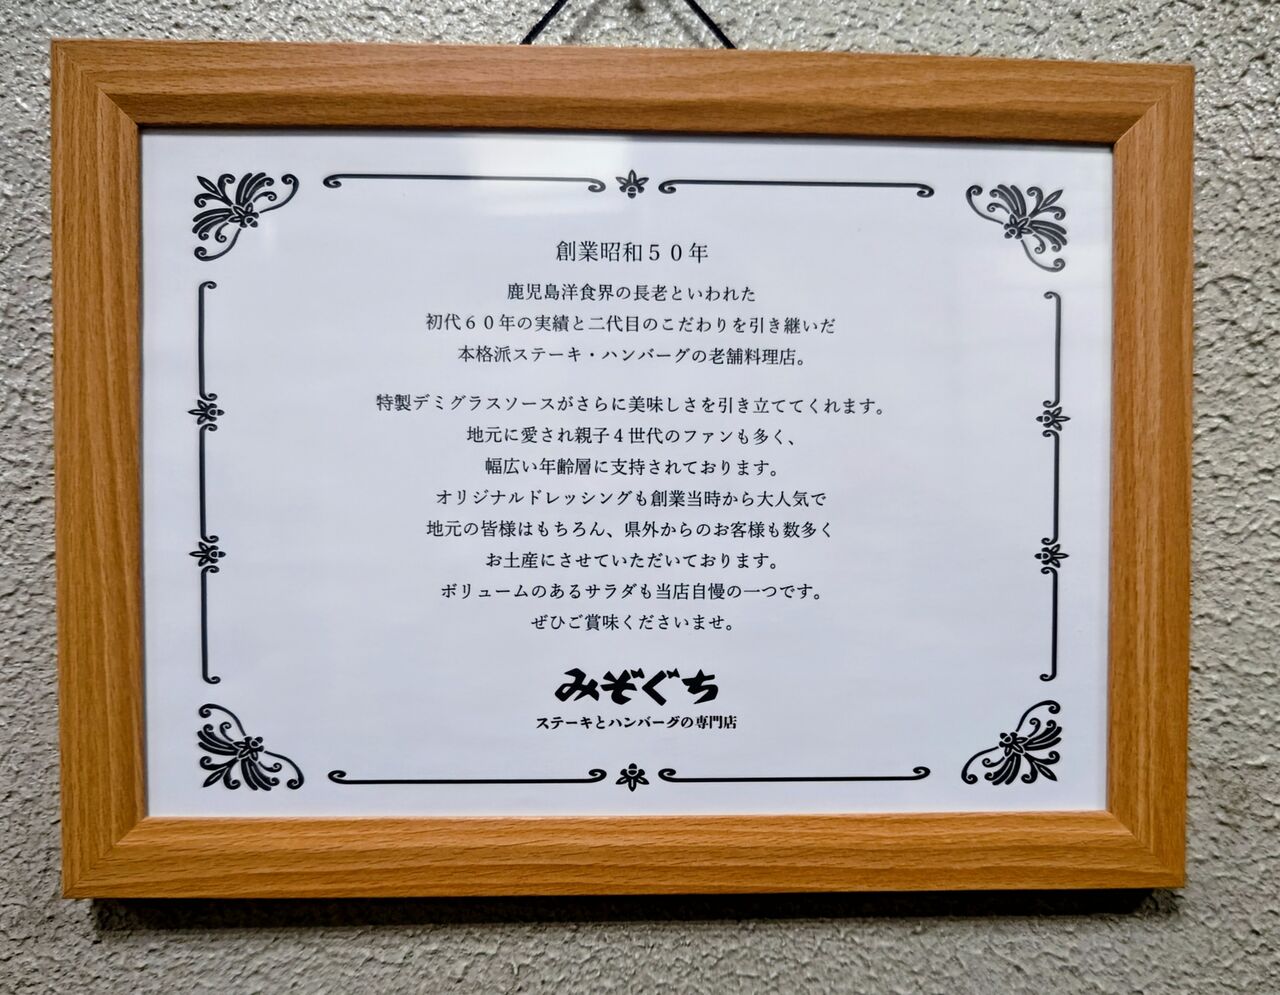 創業昭和５０年
鹿児島洋食界の長老といわれた
初代６０年の実績と二代目のこだわりを引き継いだ
本格派ステーキ・ハンバーグの老舗料理店。
特製デミグラスソースがさらに美味しさを引き立ててくれます。
地元に愛され親子４世代のファンも多く、
幅広い年齢層に支持されております。
オリジナルドレッシングも創業当時から大人気で
地元の皆様はもちろん、県外からのお客様も数多く
お土産にさせていただいております。
ボリュームのあるサラダも当店自慢の一つです。
ぜひご賞味くださいませ。
みぞぐち
ステーキとハンバーグの専門店